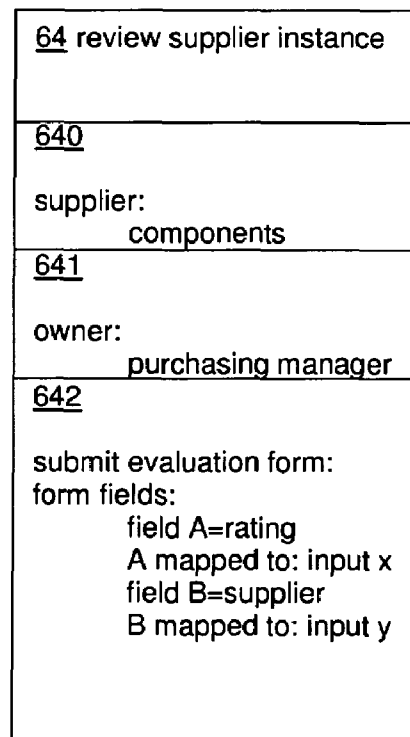 64 review supplier instance
640
supplier:
components
641
owner:
purchasing manager
642
submit evaluation form:
form fields:
field A=rating
A mapped to: input x
field B=supplier
B mapped to: input y